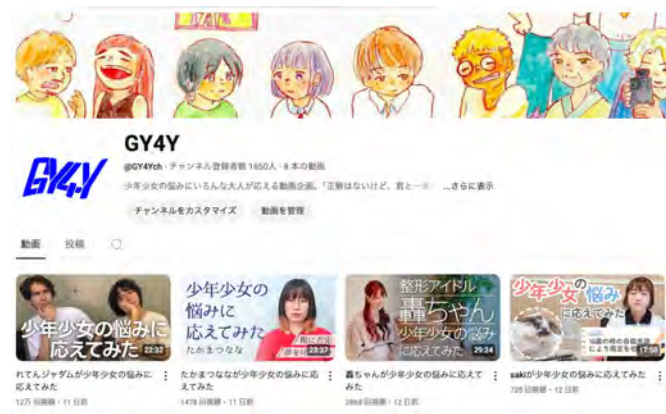 GY4Y
GY4Y
@GY4Ych・チャンネル登録者数 1650人・8 本の動画
少年少女の悩みにいろんな大人が応える動画企画。「正解はないけど、君と一 ...さらに表示
チャンネルをカスタマイズ
動画を管理
動画
投稿
少年少女の悩みに
応えてみた
22:32
少年少女の
悩みに
応えてみた
たかまつなな
23:37
整形アイドル
轟ちゃん
少年少女の悩み
に応えてみた
29:24
少年少女の悩み
に応えてみた
17:50
れてんジャダムが少年少女の悩みに
応えてみた
12万 回視聴・11 日前
たかまつななが少年少女の悩みに応
えてみた
1478 回視聴・11 日前
轟ちゃんが少年少女の悩みに応えて
みた
2869 回視聴・12 日前
sakiが少年少女の悩みに応えてみた
725 回視聴・12 日前